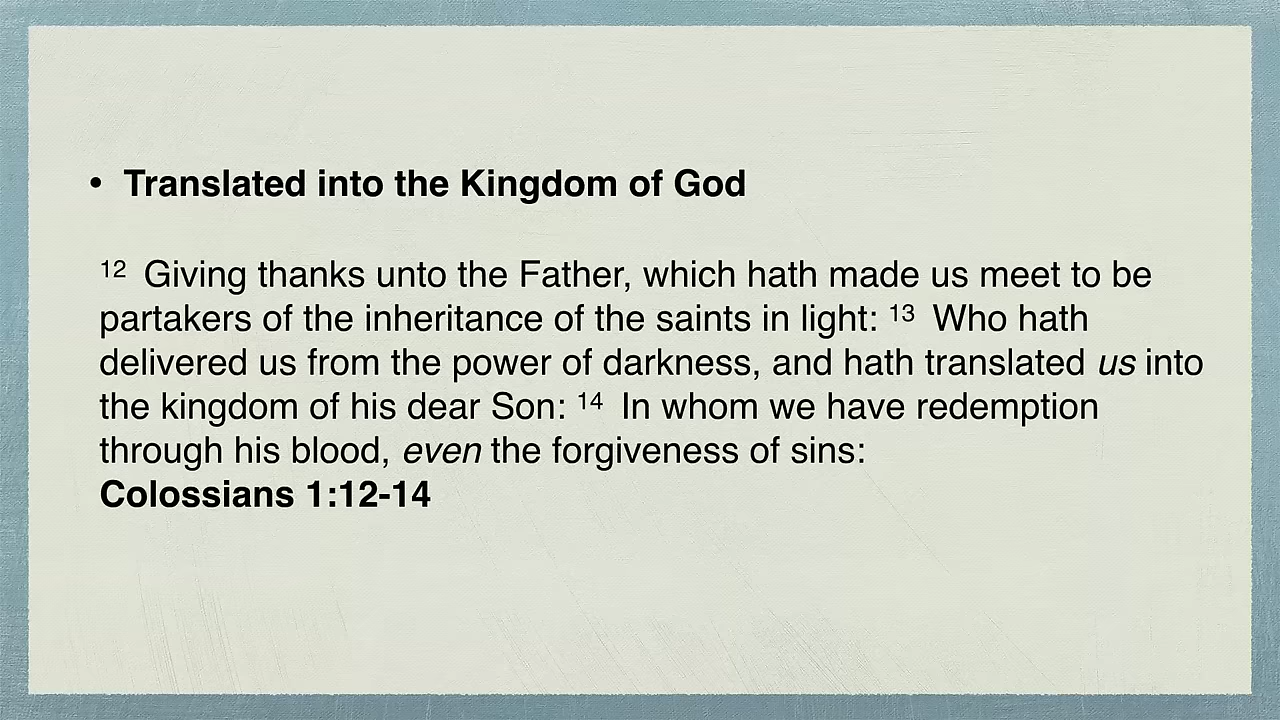 • Translated into the Kingdom of God
12 Giving thanks unto the Father, which hath made us meet to be
partakers of the inheritance of the saints in light: 13 Who hath
delivered us from the power of darkness, and hath translated us into
the kingdom of his dear Son: 14 In whom we have redemption
through his blood, even the forgiveness of sins:
Colossians 1:12-14